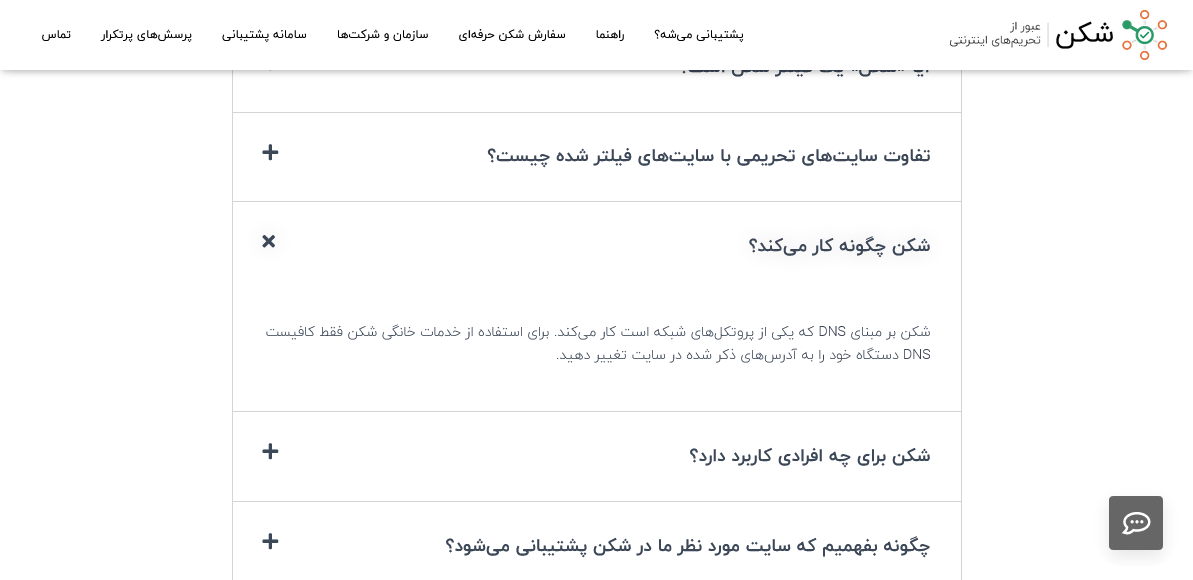 شکن
عبور از
تحریم‌های اینترنتی
پشتیبانی می‌شه؟
راهنما
سفارش شکن حرفه‌ای
سازمان و شرکت‌ها
سامانه پشتیبانی
پرسش‌های پرتکرار
تماس
تفاوت سایت‌های تحریمی با سایت‌های فیلتر شده چیست؟
شکن چگونه کار می‌کند؟
شکن بر مبنای DNS که یکی از پروتکل‌های شبکه است کار می‌کند. برای استفاده از خدمات خانگی شکن فقط کافیست
DNS دستگاه خود را به آدرس‌های ذکر شده در سایت تغییر دهید.
شکن برای چه افرادی کاربرد دارد؟
چگونه بفهمیم که سایت مورد نظر ما در شکن پشتیبانی می‌شود؟